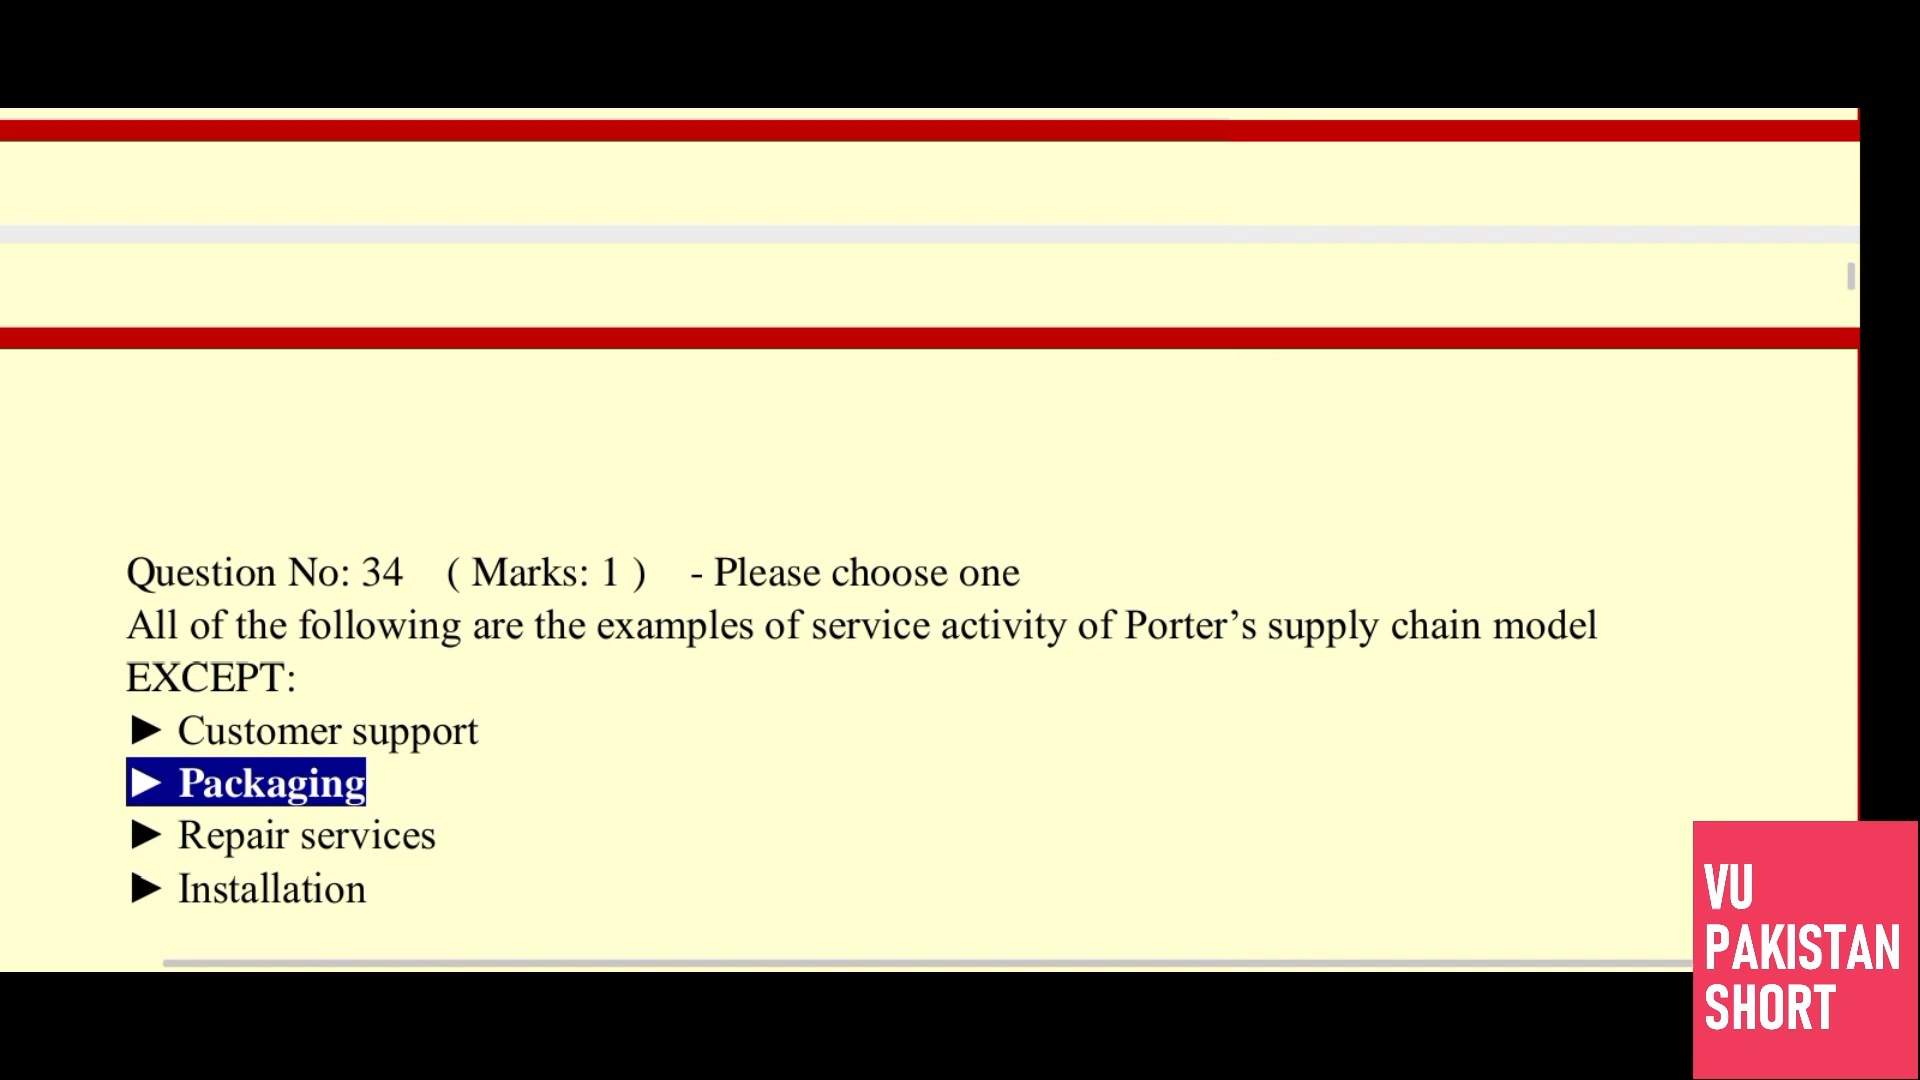 Question No: 34 ( Marks: 1 ) - Please choose one
All of the following are the examples of service activity of Porter’s supply chain model
EXCEPT:
► Customer support
► Packaging
► Repair services
► Installation
VU
PAKISTAN
SHORT